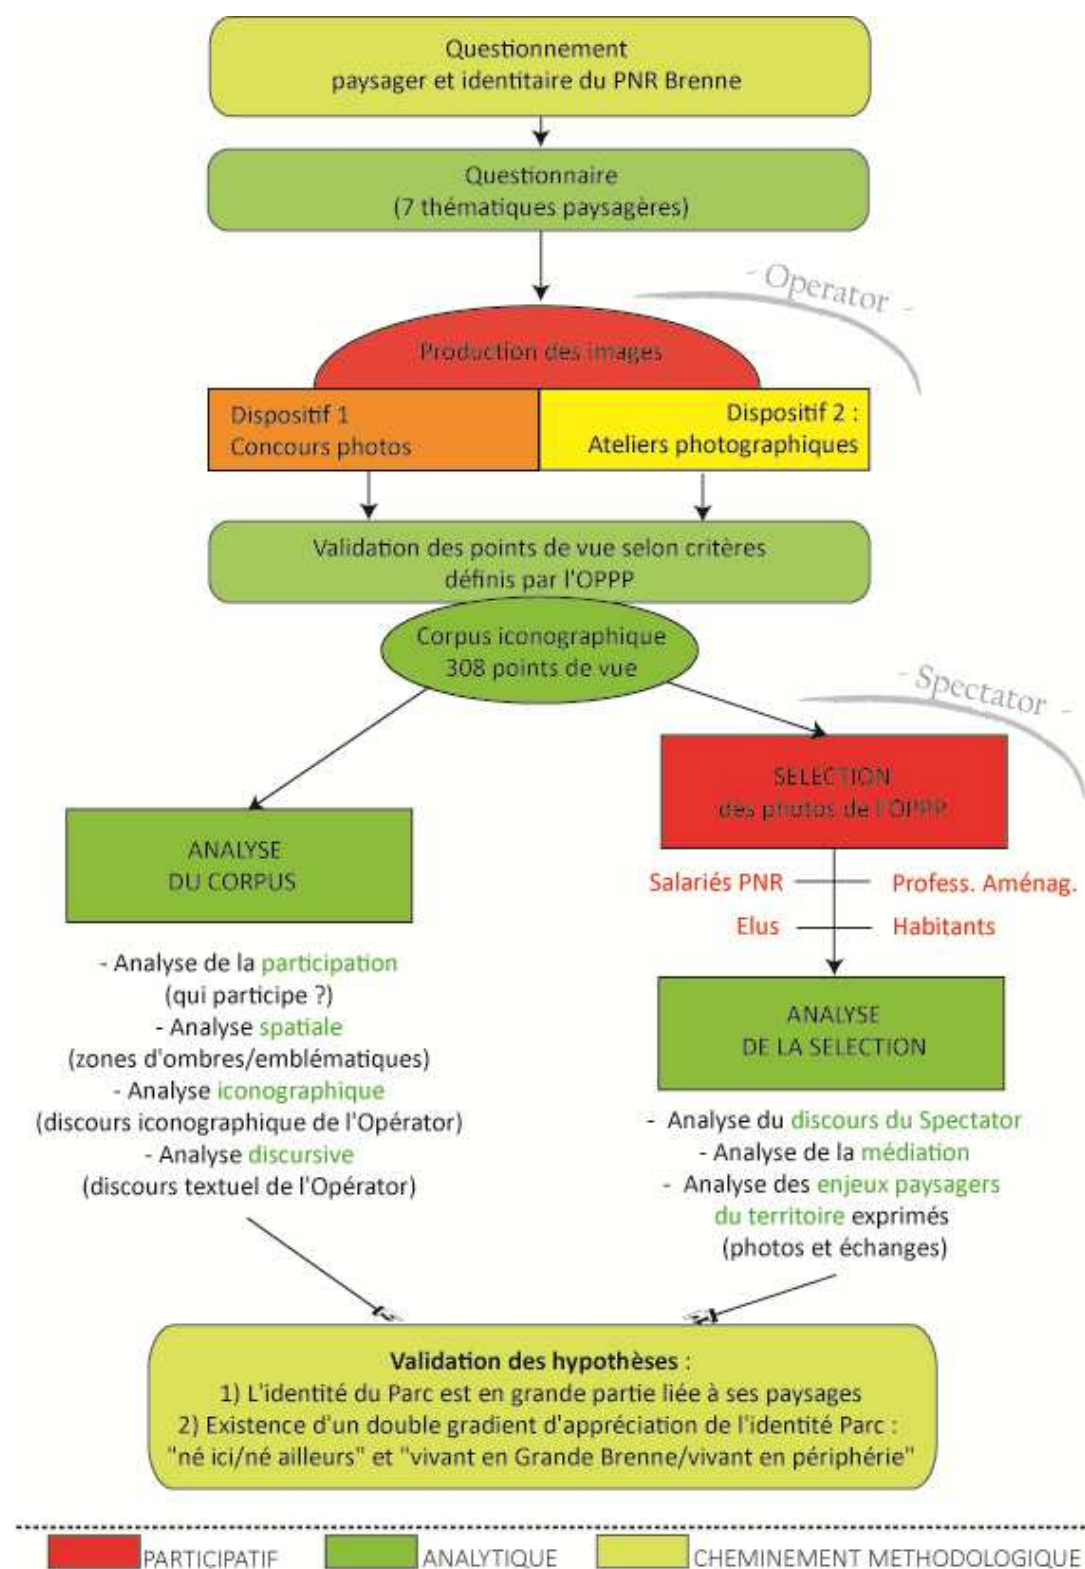 Questionnement
paysager et identitaire du PNR Brenne
Questionnaire
(7 thématiques paysagères)
- Operator -
Production des images
Dispositif 1
Concours photos
Dispositif 2 :
Ateliers photographiques
Validation des points de vue selon critères
définis par l'OPPP
Corpus iconographique
308 points de vue
- Spectator -
SELECTION
des photos de l'OPPP
Salariés PNR
Profess. Aménag.
Elus
Habitants
ANALYSE
DU CORPUS
- Analyse de la participation
(qui participe ?)
- Analyse spatiale
(zones d'ombres/emblématiques)
- Analyse iconographique
(discours iconographique de l'Opérator)
- Analyse discursive
(discours textuel de l'Opérator)
ANALYSE
DE LA SELECTION
- Analyse du discours du Spectator
- Analyse de la médiation
- Analyse des enjeux paysagers
du territoire exprimés
(photos et échanges)
Validation des hypothèses :
1) L'identité du Parc est en grande partie liée à ses paysages
2) Existence d'un double gradient d'appréciation de l'identité Parc :
"né ici/né ailleurs" et "vivant en Grande Brenne/vivant en périphérie"
PARTICIPATIF
ANALYTIQUE
CHEMINEMENT METHODOLOGIQUE